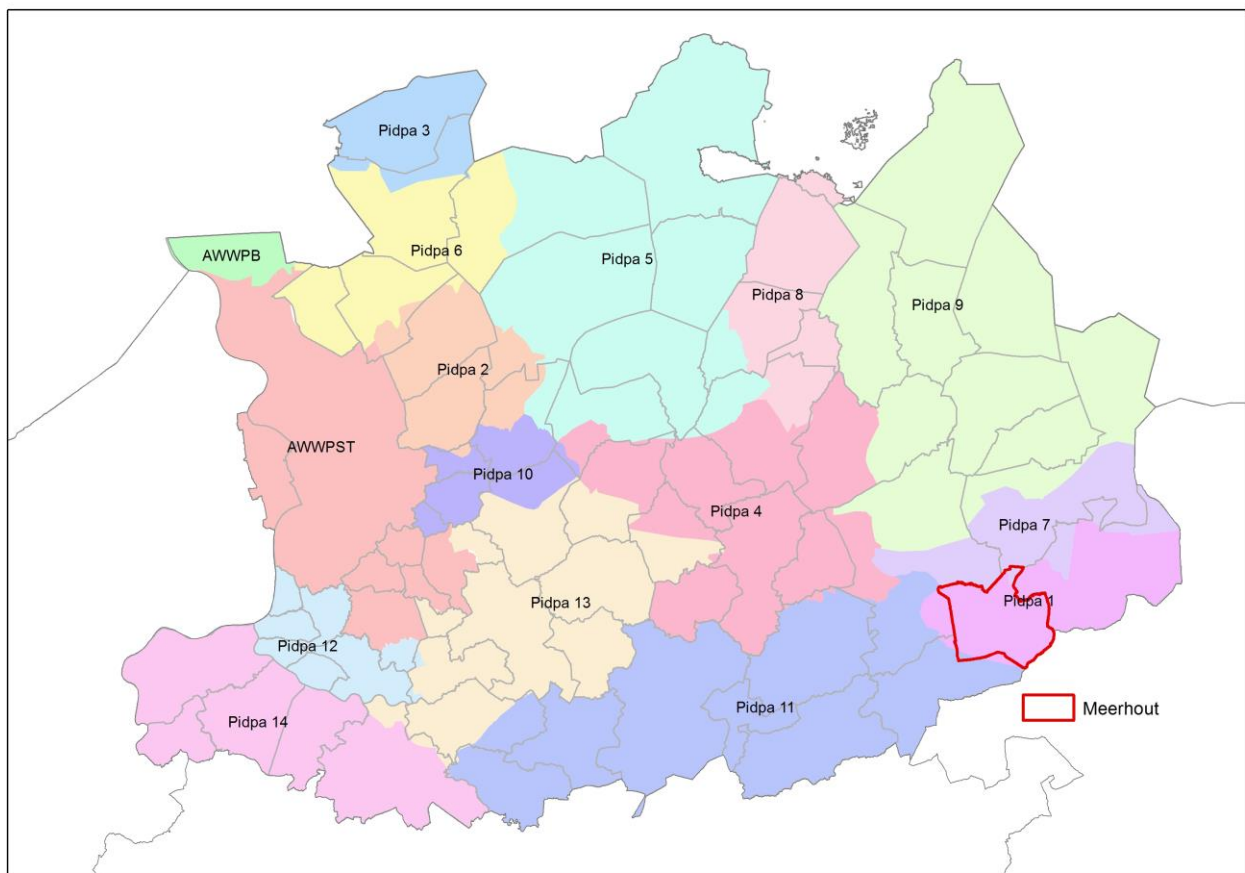 Pidpa 3
AWWPB
Pidpa 6
Pidpa 5
Pidpa 8
Pidpa 9
Pidpa 2
AWWPST
Pidpa 10
Pidpa 4
Pidpa 7
Pidpa 13
Pidpa 1
Pidpa 12
Pidpa 14
Pidpa 11
Meerhout